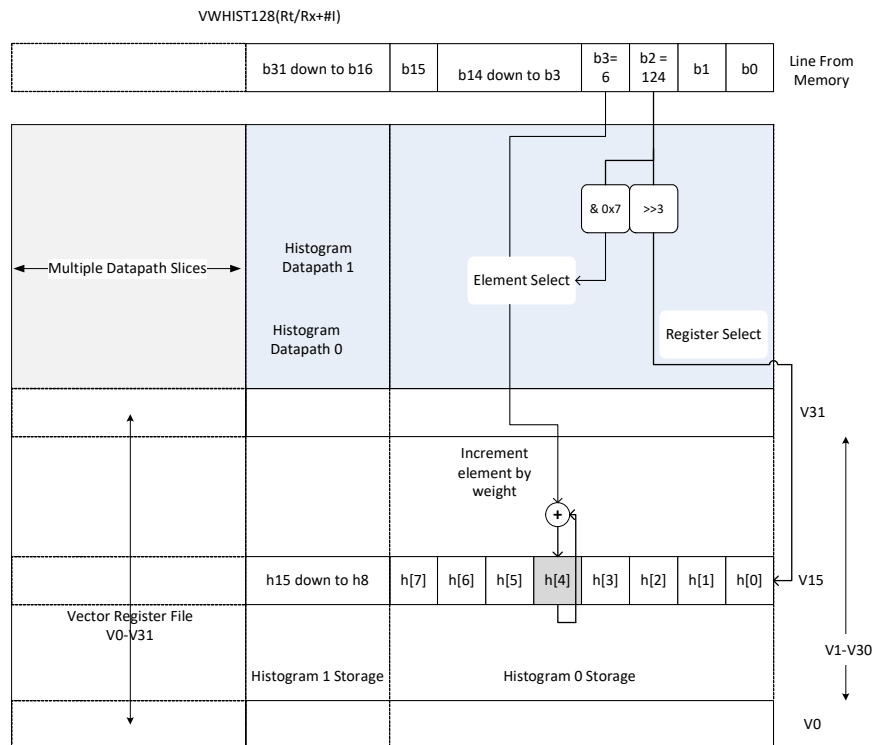 VWHIST128(Rt/Rx+#I)
b31 down to b16
b15
b14 down to b3
b3=
6
b2 =
124
b1
b0
Line From
Memory
& 0x7
>>3
Multiple Datapath Slices
Histogram
Datapath 1
Element Select
Histogram
Datapath 0
Register Select
V31
Increment
element by
weight
+
h15 down to h8
h[7]
h[6]
h[5]
h[4]
h[3]
h[2]
h[1]
h[0]
V15
Vector Register File
V0-V31
V1-V30
Histogram 1 Storage
Histogram 0 Storage
V0